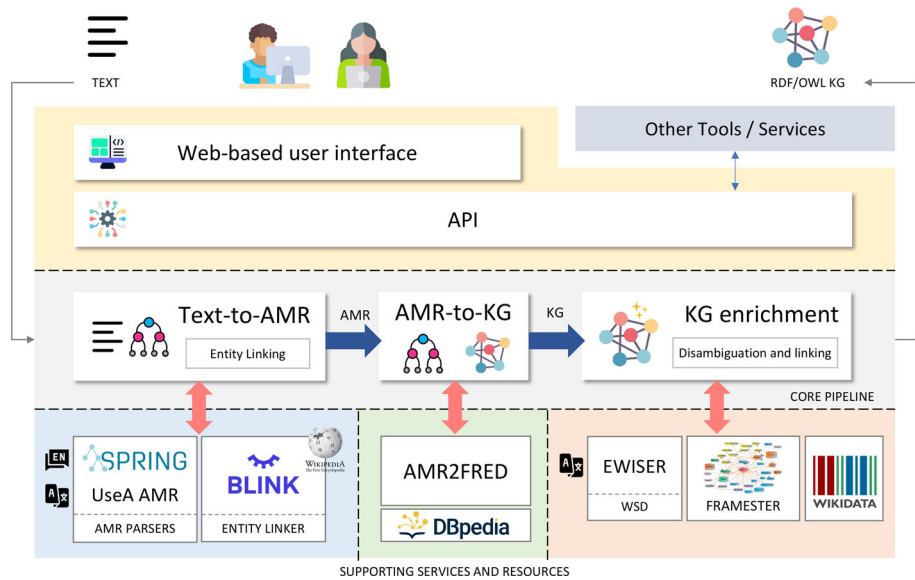 TEXT
RDF/OWL KG
Other Tools / Services
</>
Web-based user interface
API
Text-to-AMR
Entity Linking
AMR
AMR-to-KG
KG
KG enrichment
Disambiguation and linking
CORE PIPELINE
EN
A
SPRING
UseA AMR
AMR PARSERS
BLINK
WIKIPEDIA
The Free Encyclopedia
ENTITY LINKER
AMR2FRED
DBpedia
A
EWISER
WSD
FRAMESTER
WIKIDATA
SUPPORTING SERVICES AND RESOURCES